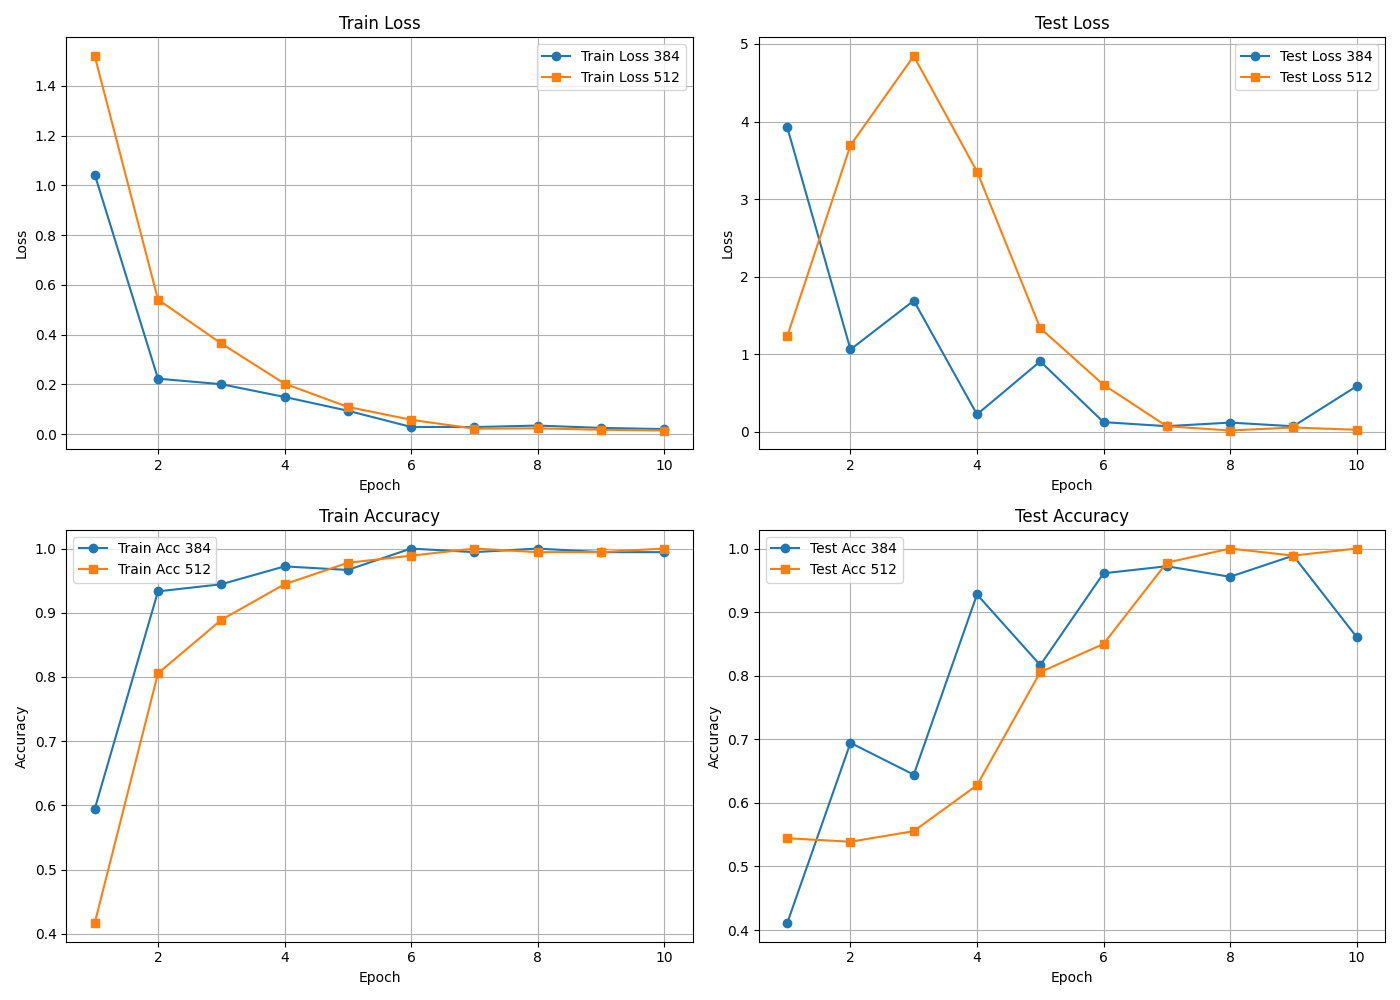 Train Loss
Train Loss 384
Train Loss 512
1.4
1.2
1.0
0.8
0.6
0.4
0.2
0.0
Loss
2 4 6 8 10
Epoch
Test Loss
Test Loss 384
Test Loss 512
5
4
3
2
1
0
Loss
2 4 6 8 10
Epoch
Train Accuracy
Train Acc 384
Train Acc 512
1.0
0.9
0.8
0.7
0.6
0.5
0.4
Accuracy
2 4 6 8 10
Epoch
Test Accuracy
Test Acc 384
Test Acc 512
1.0
0.9
0.8
0.7
0.6
0.5
0.4
Accuracy
2 4 6 8 10
Epoch